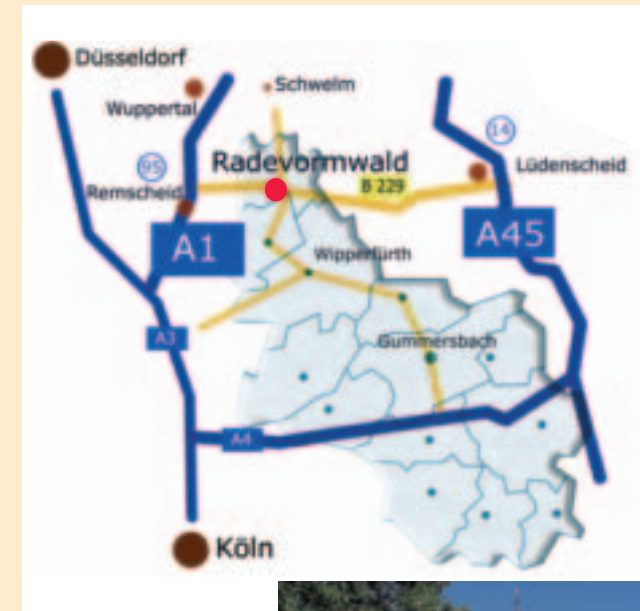 Düsseldorf
Schwelm
Wuppertal
14
95
Radevormwald
Lüdenscheid
Remscheid
B 229
A1
A45
Wipperfürth
A3
Gummersbach
A4
Köln